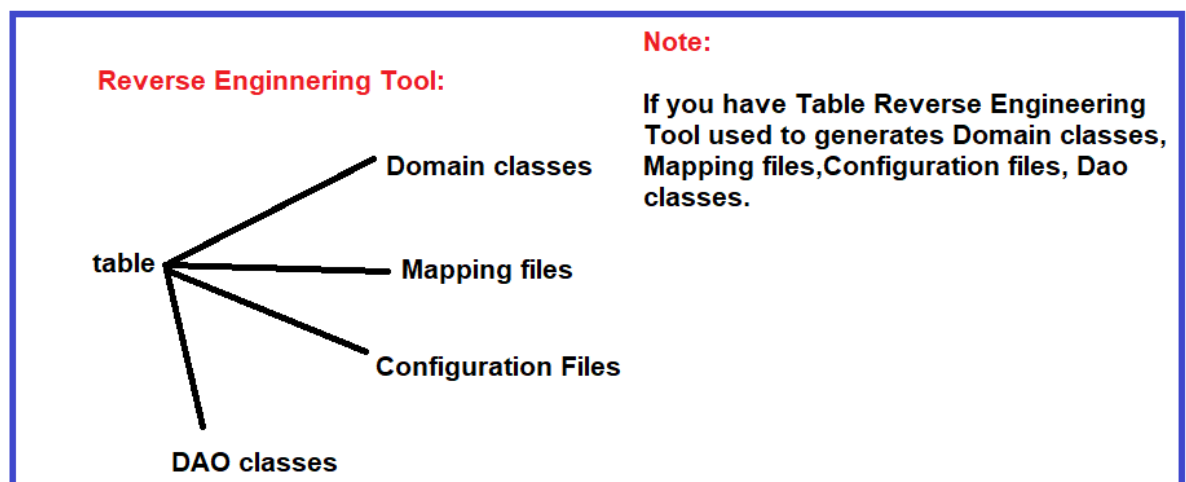 Reverse Enginnering Tool:
table
Domain classes
Mapping files
Configuration Files
DAO classes
Note:
If you have Table Reverse Engineering
Tool used to generates Domain classes,
Mapping files,Configuration files, Dao
classes.